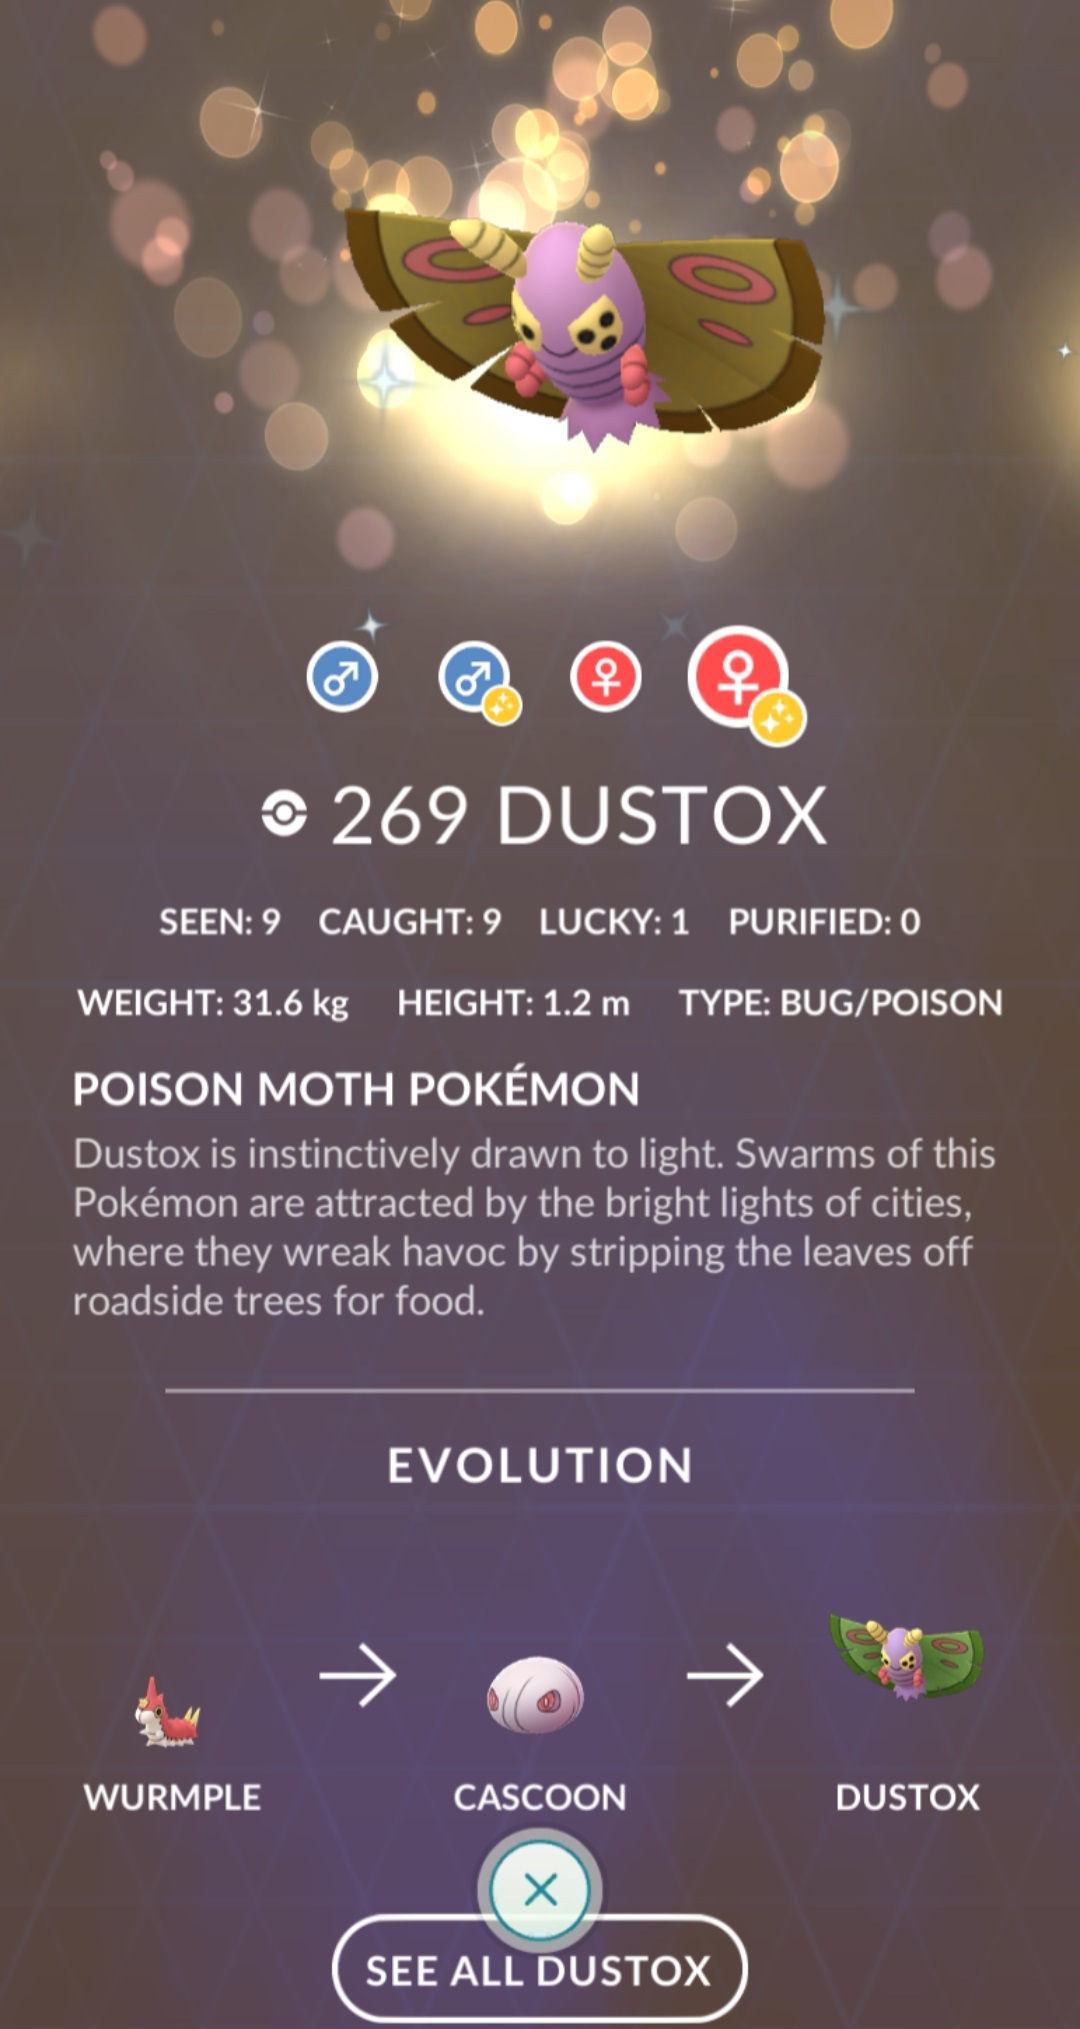 269 DUSTOX
SEEN: 9 CAUGHT: 9 LUCKY: 1 PURIFIED: 0
WEIGHT: 31.6 kg HEIGHT: 1.2 m TYPE: BUG/POISON
POISON MOTH POKÉMON
Dustox is instinctively drawn to light. Swarms of this
Pokémon are attracted by the bright lights of cities,
where they wreak havoc by stripping the leaves off
roadside trees for food.
EVOLUTION
WURMPLE CASCOON DUSTOX
SEE ALL DUSTOX